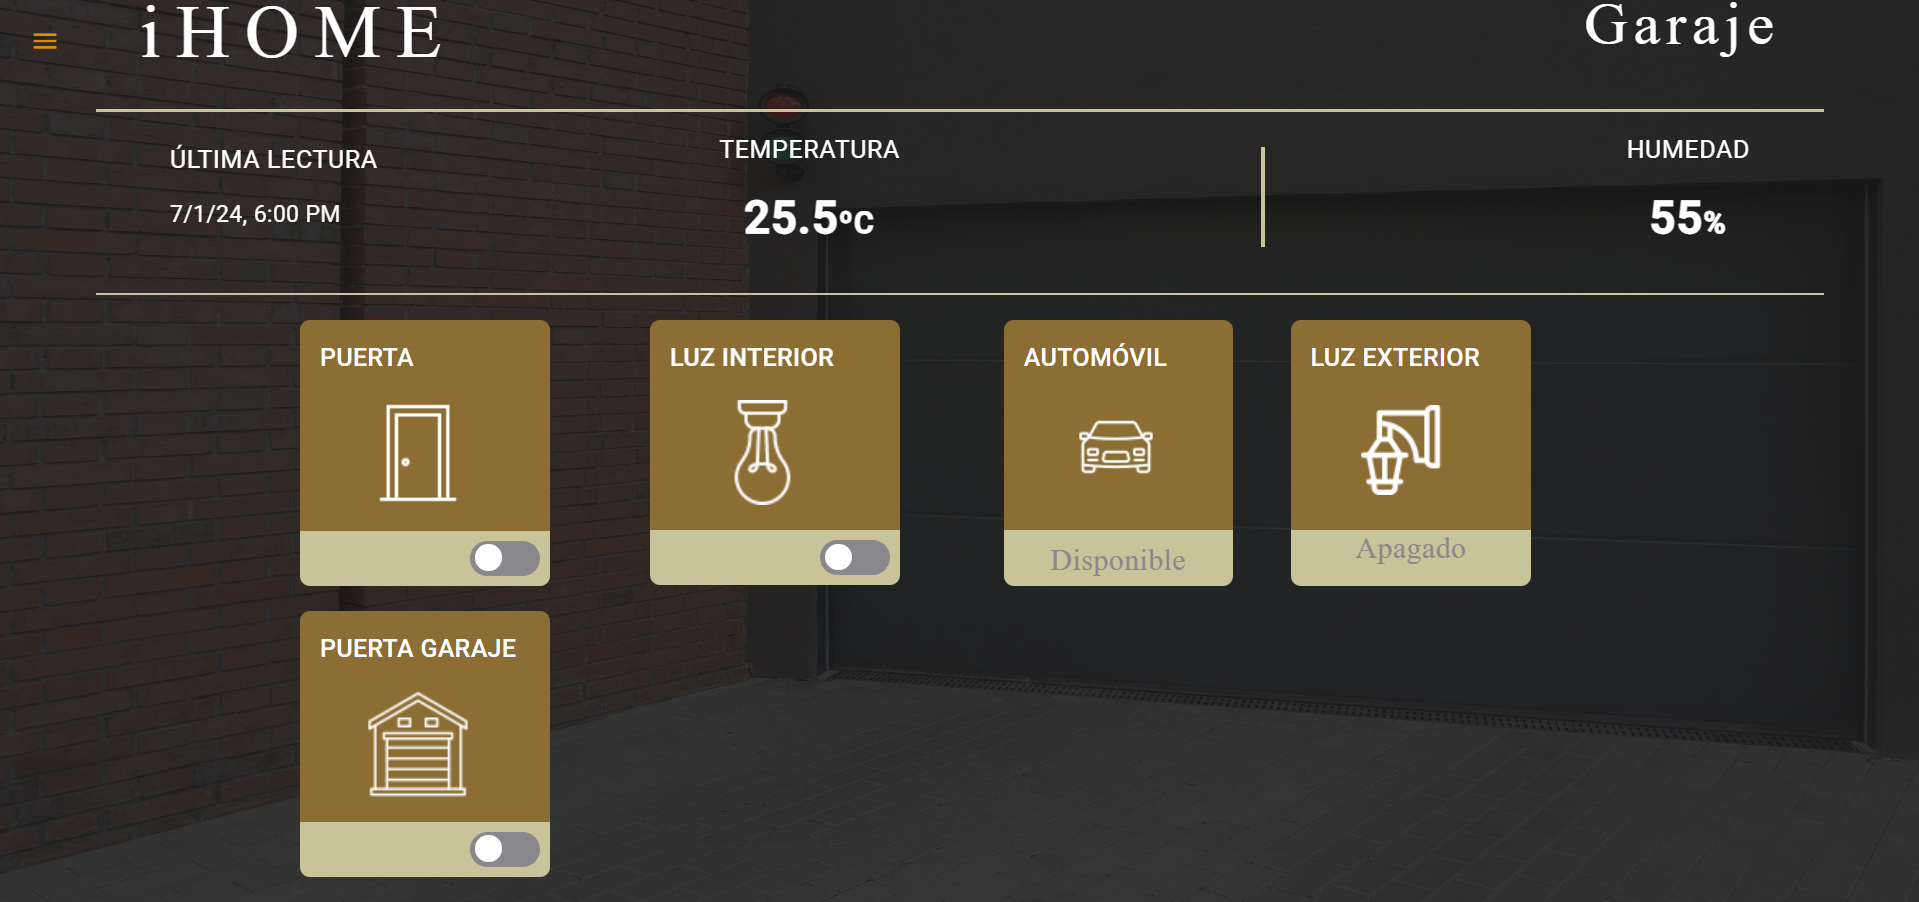 iHOME
Garaje
ÚLTIMA LECTURA
7/1/24, 6:00 PM
TEMPERATURA
25.5ºC
HUMEDAD
55%
PUERTA
LUZ INTERIOR
AUTOMÓVIL
Disponible
LUZ EXTERIOR
Apagado
PUERTA GARAJE